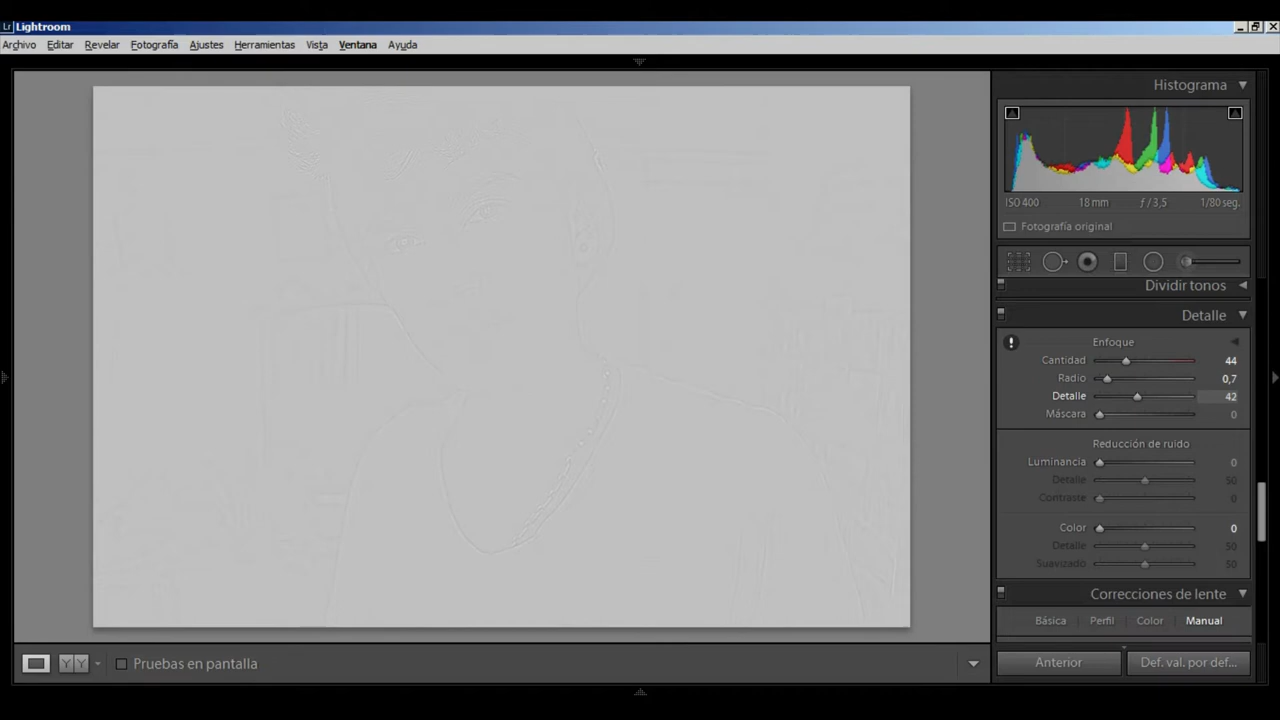 Lr Lightroom
Archivo Editar Revelar Fotografía Ajustes Herramientas Vista Ventana Ayuda
Histograma
ISO 400 18 mm ƒ / 3,5 1/80 seg.
Fotografía original
Dividir tonos
Detalle
Enfoque
Cantidad 44
Radio 0,7
Detalle 42
Máscara 0
Reducción de ruido
Luminancia 0
Detalle 50
Contraste 0
Color 0
Detalle 50
Suavizado 50
Correcciones de lente
Básica Perfil Color Manual
YY Pruebas en pantalla
Anterior Def. val. por def...